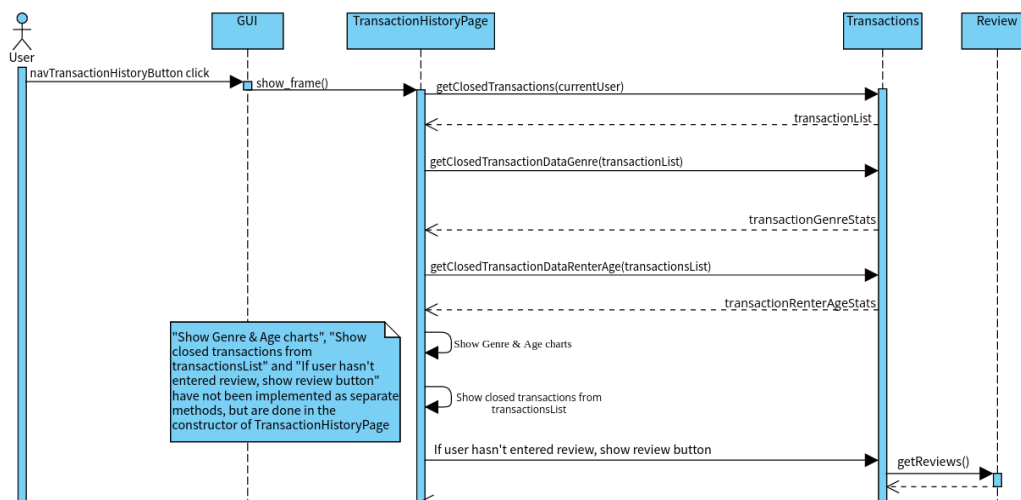 GUI
TransactionHistoryPage
Transactions
Review
User
navTransactionHistoryButton click
show_frame()
getClosedTransactions(currentUser)
transactionList
getClosedTransactionDataGenre(transactionList)
transactionGenreStats
getClosedTransactionDataRenterAge(transactionsList)
transactionRenterAgeStats
"Show Genre & Age charts", "Show
closed transactions from
transactionsList" and "If user hasn't
entered review, show review button"
have not been implemented as separate
methods, but are done in the
constructor of TransactionHistoryPage
Show Genre & Age charts
Show closed transactions from
transactionsList
If user hasn't entered review, show review button
getReviews()